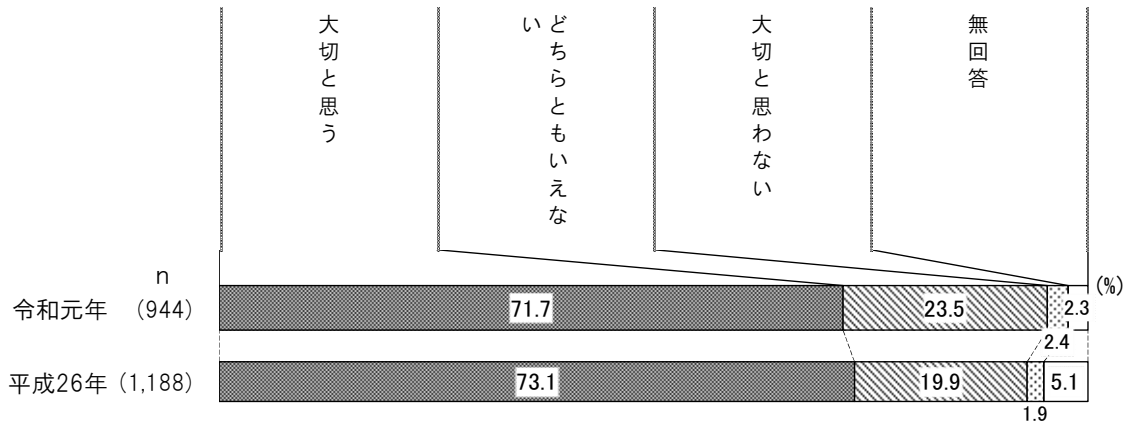 大切と思う
どちらともいえな
い
大切と思わない
無回答
n
(%)
令和元年 (944) 71.7 23.5 2.4 2.3
平成26年 (1,188) 73.1 19.9 1.9 5.1